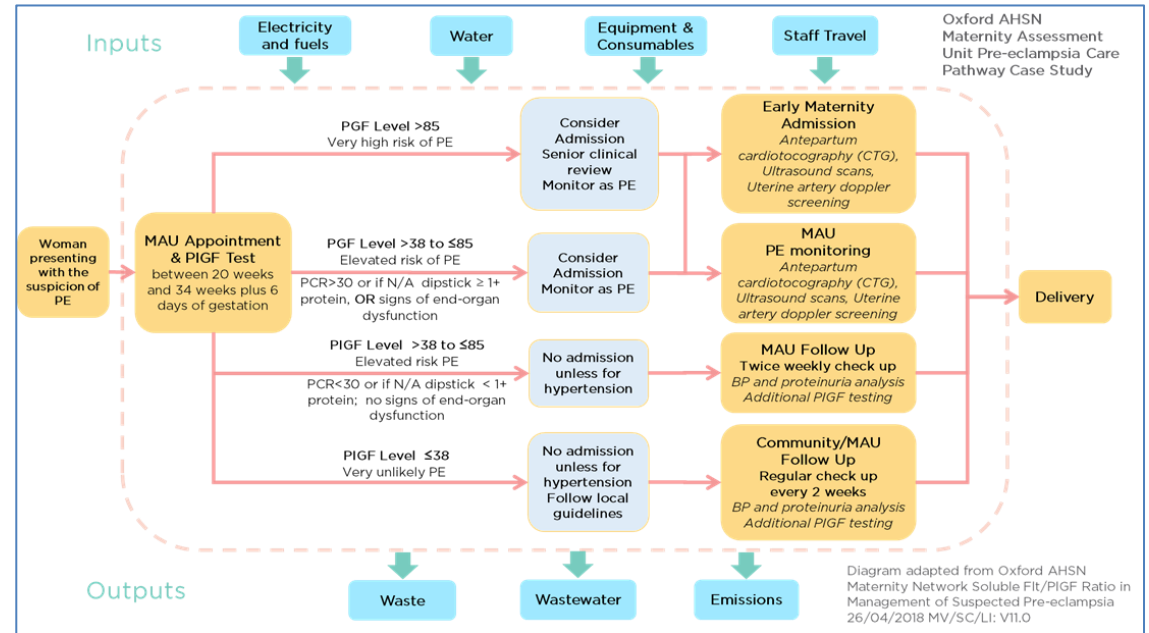 Inputs
Electricity
and fuels
Water
Equipment &
Consumables
Staff Travel
Oxford AHSN
Maternity Assessment
Unit Pre-eclampsia Care
Pathway Case Study
Woman
presenting
with the
suspicion of
PE
MAU Appointment
& PIGF Test
between 20 weeks
and 34 weeks plus 6
days of gestation
PGF Level >85
Very high risk of PE
Consider
Admission
Senior clinical
review
Monitor as PE
Early Maternity
Admission
Antepartum
cardiotocography (CTG),
Ultrasound scans,
Uterine artery doppler
screening
PGF Level >38 to ≤85
Elevated risk of PE
PCR>30 or if N/A dipstick ≥ 1+
protein, OR signs of end-organ
dysfunction
Consider
Admission
Monitor as PE
MAU
PE monitoring
Antepartum
cardiotocography (CTG),
Ultrasound scans, Uterine
artery doppler screening
Delivery
PIGF Level >38 to ≤85
Elevated risk PE
PCR<30 or if N/A dipstick < 1+
protein; no signs of end-organ
dysfunction
No admission
unless for
hypertension
MAU Follow Up
Twice weekly check up
BP and proteinuria analysis
Additional PIGF testing
PIGF Level ≤38
Very unlikely PE
No admission
unless for
hypertension
Follow local
guidelines
Community/MAU
Follow Up
Regular check up
every 2 weeks
BP and proteinuria analysis
Additional PIGF testing
Outputs
Waste
Wastewater
Emissions
Diagram adapted from Oxford AHSN
Maternity Network Soluble Flt/PIGF Ratio in
Management of Suspected Pre-eclampsia
26/04/2018 MV/SC/LI: V11.0